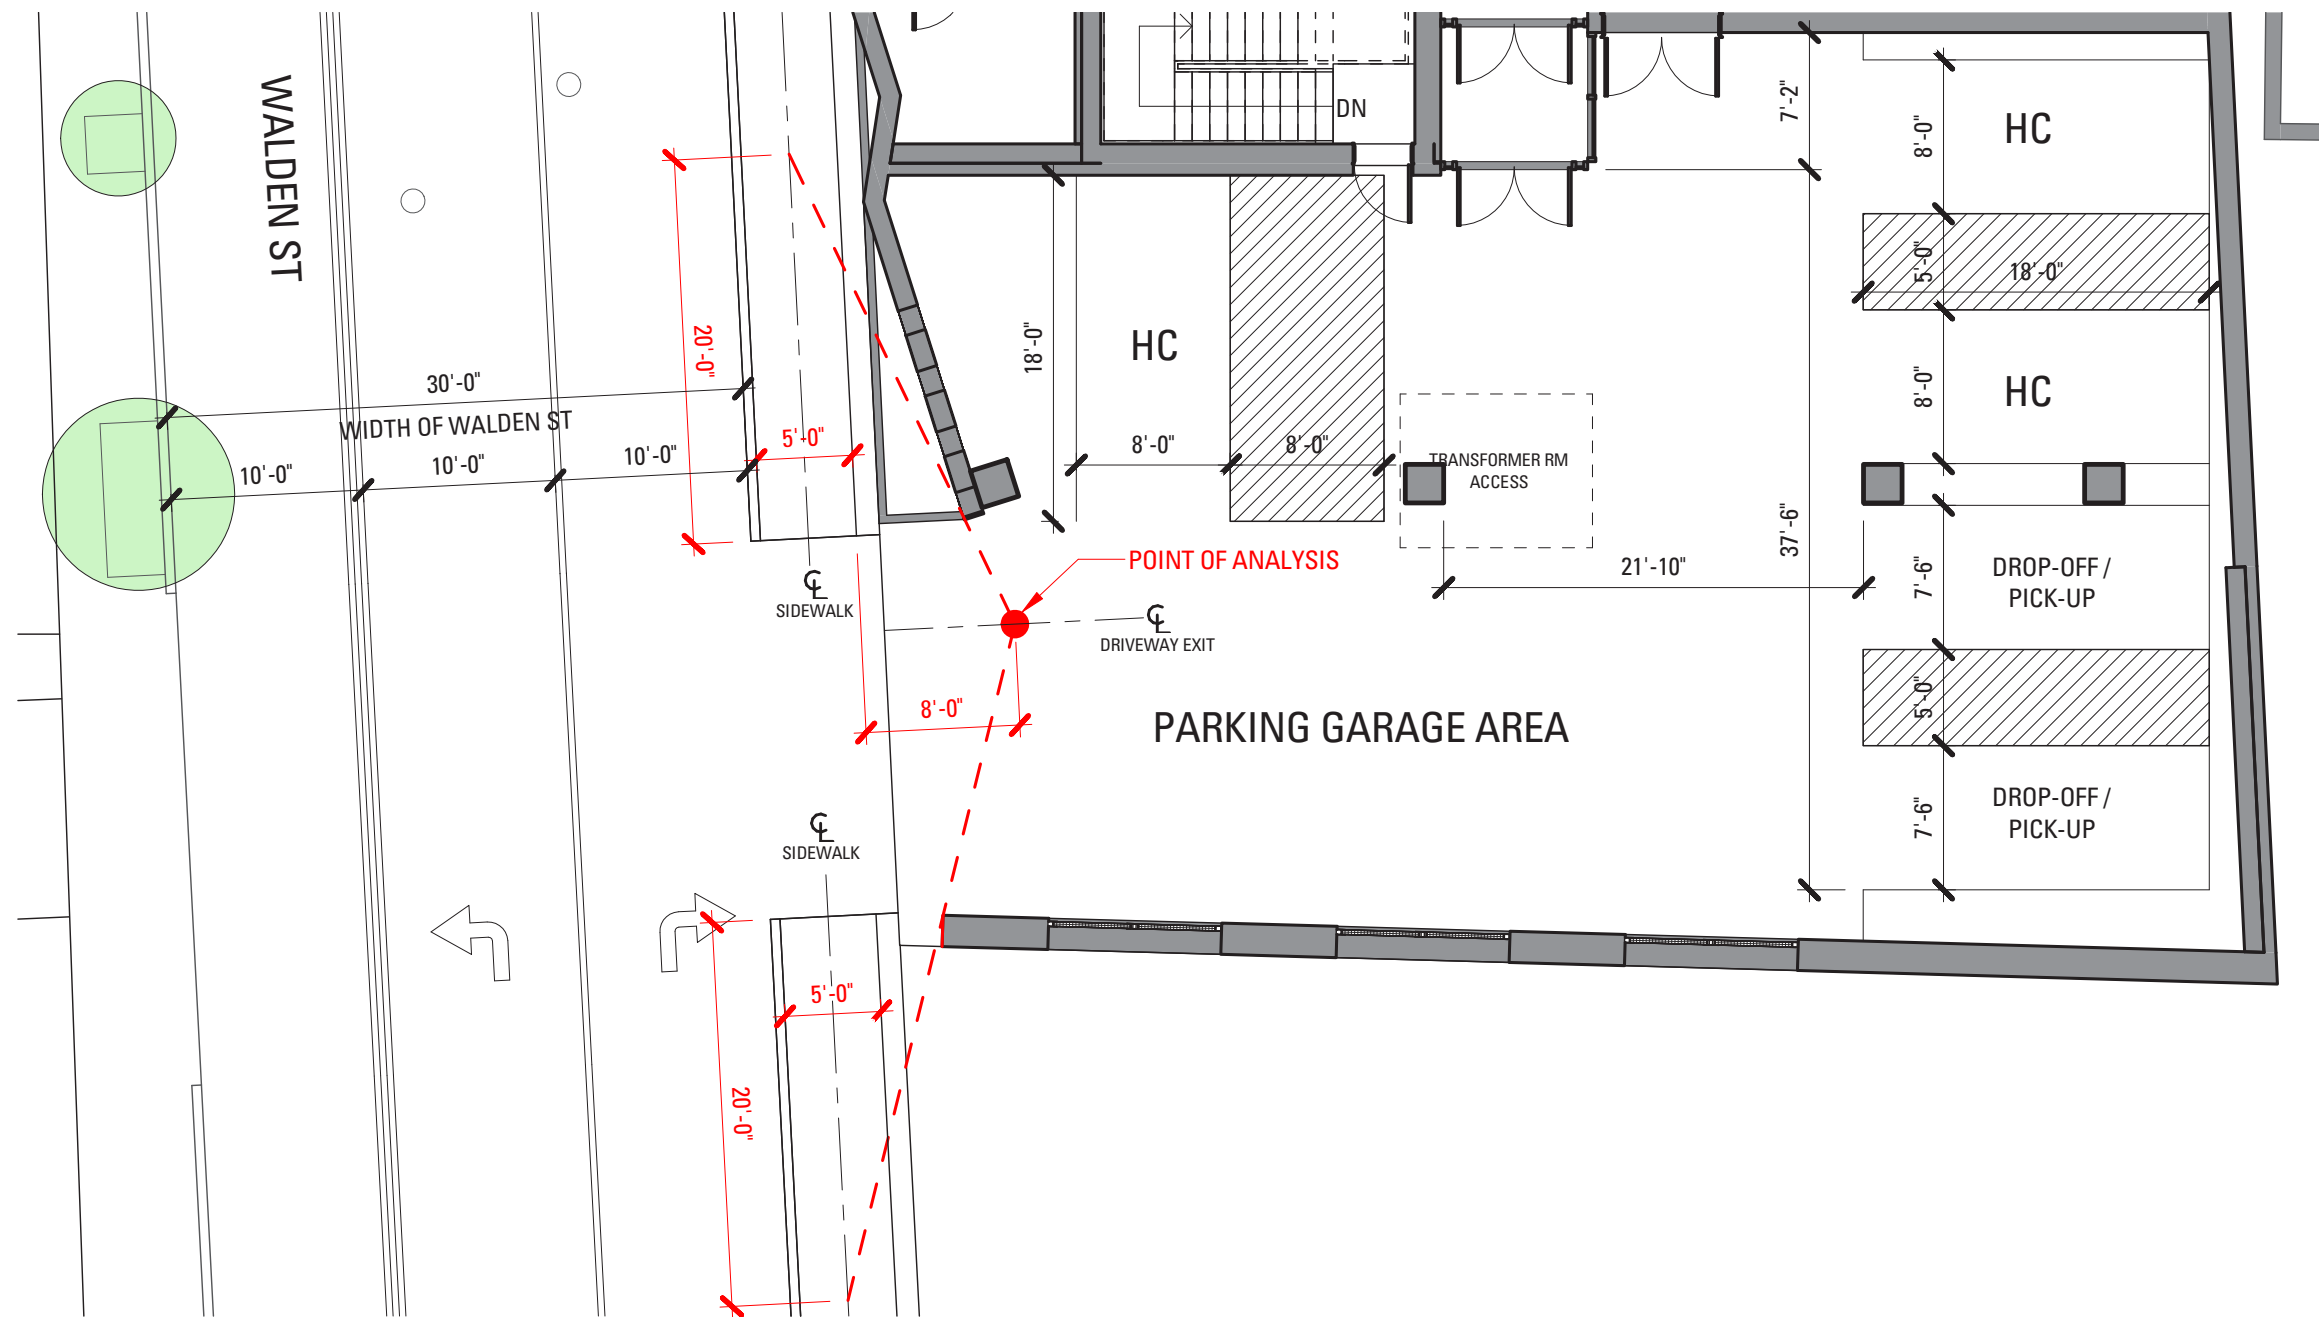 WALDEN ST
DN
7'-2"
8'-0"
HC
5'-0"
18'-0"
20'-0"
18'-0"
HC
8'-0"
HC
30'-0"
WIDTH OF WALDEN ST
10'-0"
10'-0"
10'-0"
5'-0"
8'-0"
8'-0"
TRANSFORMER RM
ACCESS
37'-6"
POINT OF ANALYSIS
21'-10"
7'-6"
DROP-OFF /
PICK-UP
℄
SIDEWALK
℄
DRIVEWAY EXIT
8'-0"
PARKING GARAGE AREA
5'-0"
℄
SIDEWALK
7'-6"
DROP-OFF /
PICK-UP
5'-0"
20'-0"